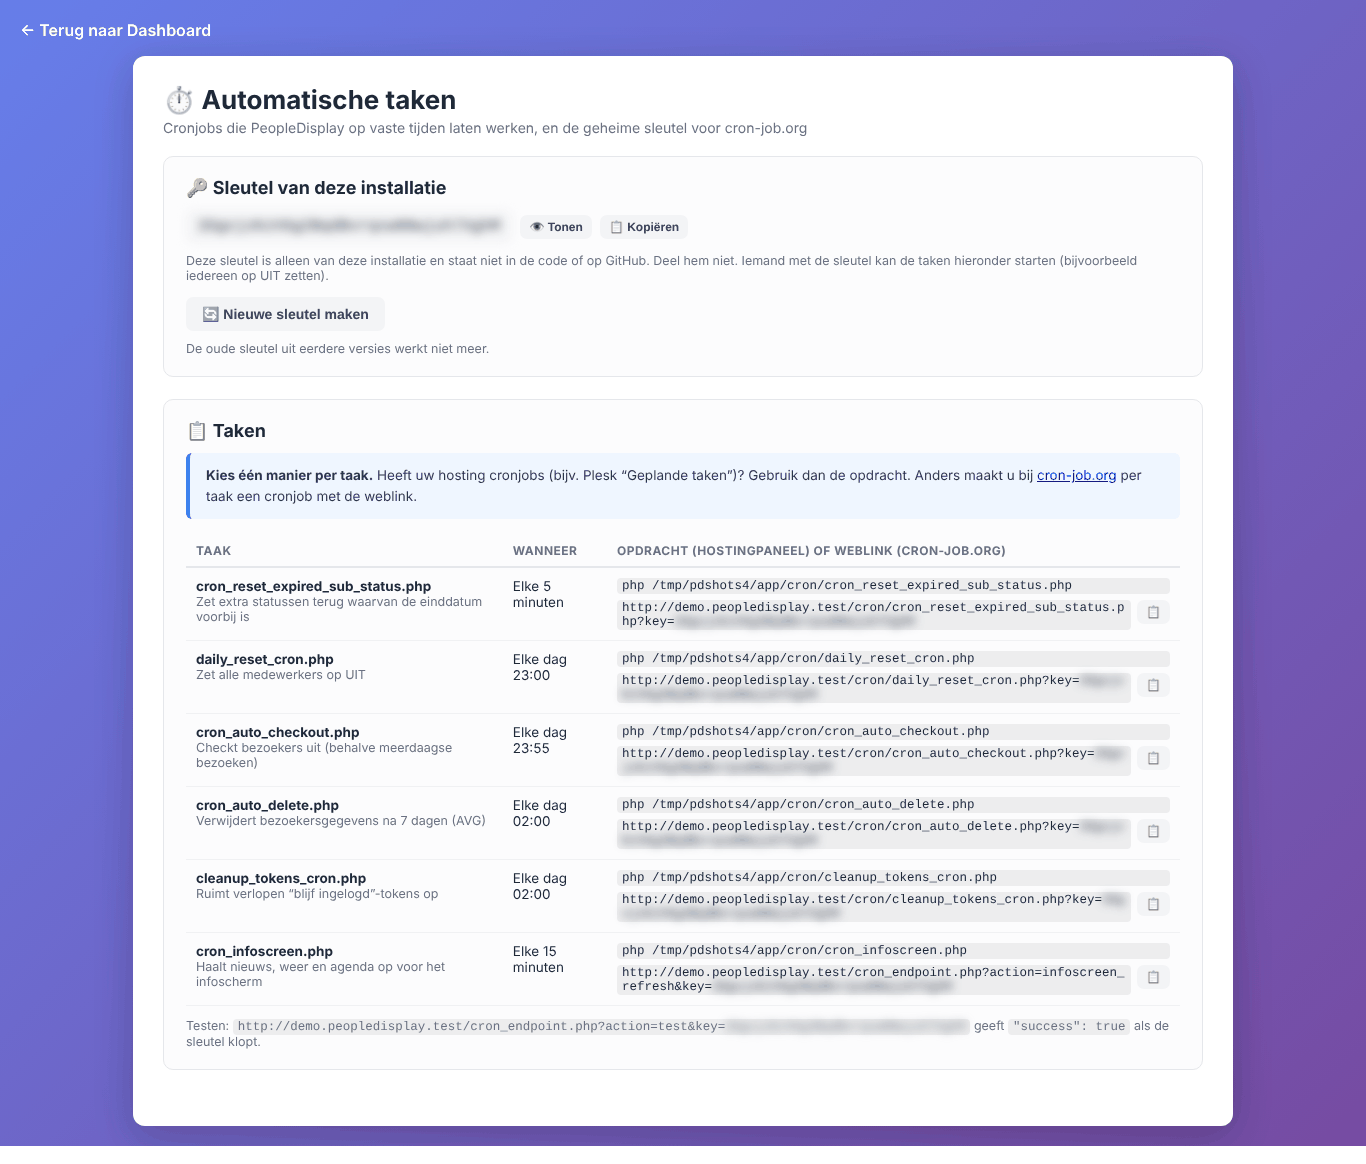 ← Terug naar Dashboard
Automatische taken
Cronjobs die PeopleDisplay op vaste tijden laten werken, en de geheime sleutel voor cron-job.org
Sleutel van deze installatie
Tonen
Kopiëren
Deze sleutel is alleen van deze installatie en staat niet in de code of op GitHub. Deel hem niet. Iemand met de sleutel kan de taken hieronder starten (bijvoorbeeld
iedereen op UIT zetten).
Nieuwe sleutel maken
De oude sleutel uit eerdere versies werkt niet meer.
Taken
Kies één manier per taak. Heeft uw hosting cronjobs (bijv. Plesk “Geplande taken”)? Gebruik dan de opdracht. Anders maakt u bij cron-job.org per
taak een cronjob met de weblink.
TAAK WANNEER OPDRACHT (HOSTINGPANEEL) OF WEBLINK (CRON-JOB.ORG)
cron_reset_expired_sub_status.php
Zet extra statussen terug waarvan de einddatum
voorbij is
Elke 5
minuten
php /tmp/pdshots4/app/cron/cron_reset_expired_sub_status.php
http://demo.peopledisplay.test/cron/cron_reset_expired_sub_status.p
hp?key=
daily_reset_cron.php
Zet alle medewerkers op UIT
Elke dag
23:00
php /tmp/pdshots4/app/cron/daily_reset_cron.php
http://demo.peopledisplay.test/cron/daily_reset_cron.php?key=
cron_auto_checkout.php
Checkt bezoekers uit (behalve meerdaagse
bezoeken)
Elke dag
23:55
php /tmp/pdshots4/app/cron/cron_auto_checkout.php
http://demo.peopledisplay.test/cron/cron_auto_checkout.php?key=
cron_auto_delete.php
Verwijdert bezoekersgegevens na 7 dagen (AVG)
Elke dag
02:00
php /tmp/pdshots4/app/cron/cron_auto_delete.php
http://demo.peopledisplay.test/cron/cron_auto_delete.php?key=
cleanup_tokens_cron.php
Ruimt verlopen “blijf ingelogd”-tokens op
Elke dag
02:00
php /tmp/pdshots4/app/cron/cleanup_tokens_cron.php
http://demo.peopledisplay.test/cron/cleanup_tokens_cron.php?key=
cron_infoscreen.php
Haalt nieuws, weer en agenda op voor het
infoscherm
Elke 15
minuten
php /tmp/pdshots4/app/cron/cron_infoscreen.php
http://demo.peopledisplay.test/cron_endpoint.php?action=infoscreen_
refresh&key=
Testen: http://demo.peopledisplay.test/cron_endpoint.php?action=test&key= geeft "success": true als de
sleutel klopt.